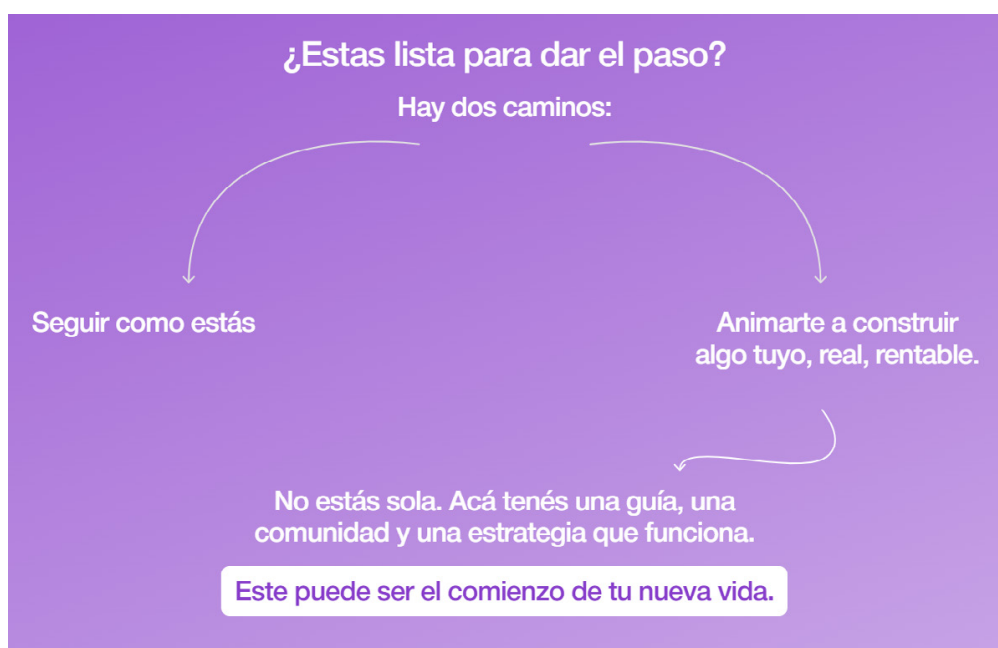 ¿Estas lista para dar el paso?
Hay dos caminos:
Seguir como estás
Animarte a construir
algo tuyo, real, rentable.
No estás sola. Acá tenés una guía, una
comunidad y una estrategia que funciona.
Este puede ser el comienzo de tu nueva vida.